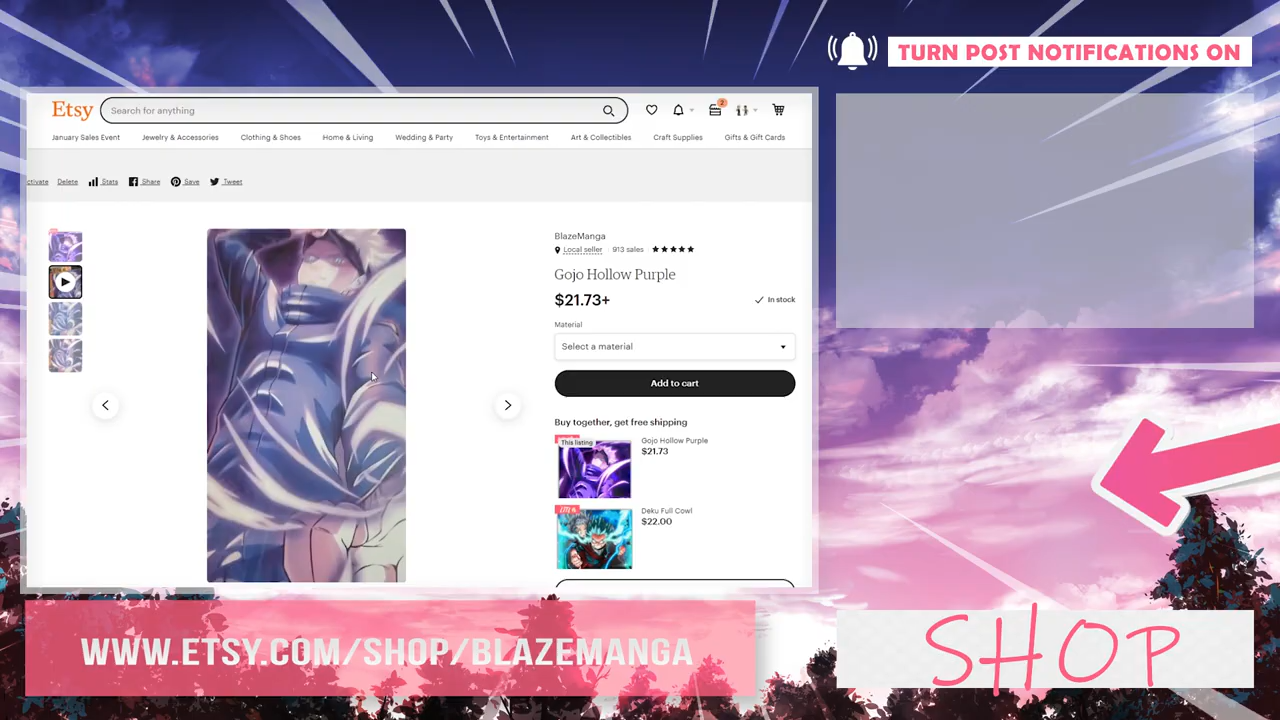 TURN POST NOTIFICATIONS ON
Etsy
Search for anything
2
January Sales Event Jewelry & Accessories Clothing & Shoes Home & Living Wedding & Party Toys & Entertainment Art & Collectibles Craft Supplies Gifts & Gift Cards
ctivate Delete Stats Share Save Tweet
BlazeManga
Local seller 913 sales
Gojo Hollow Purple
$21.73+ In stock
Material
Select a material
Add to cart
Buy together, get free shipping
This listing
Gojo Hollow Purple
$21.73
Deku Full Cowl
$22.00
WWW.ETSY.COM/SHOP/BLAZEMANGA
SHOP